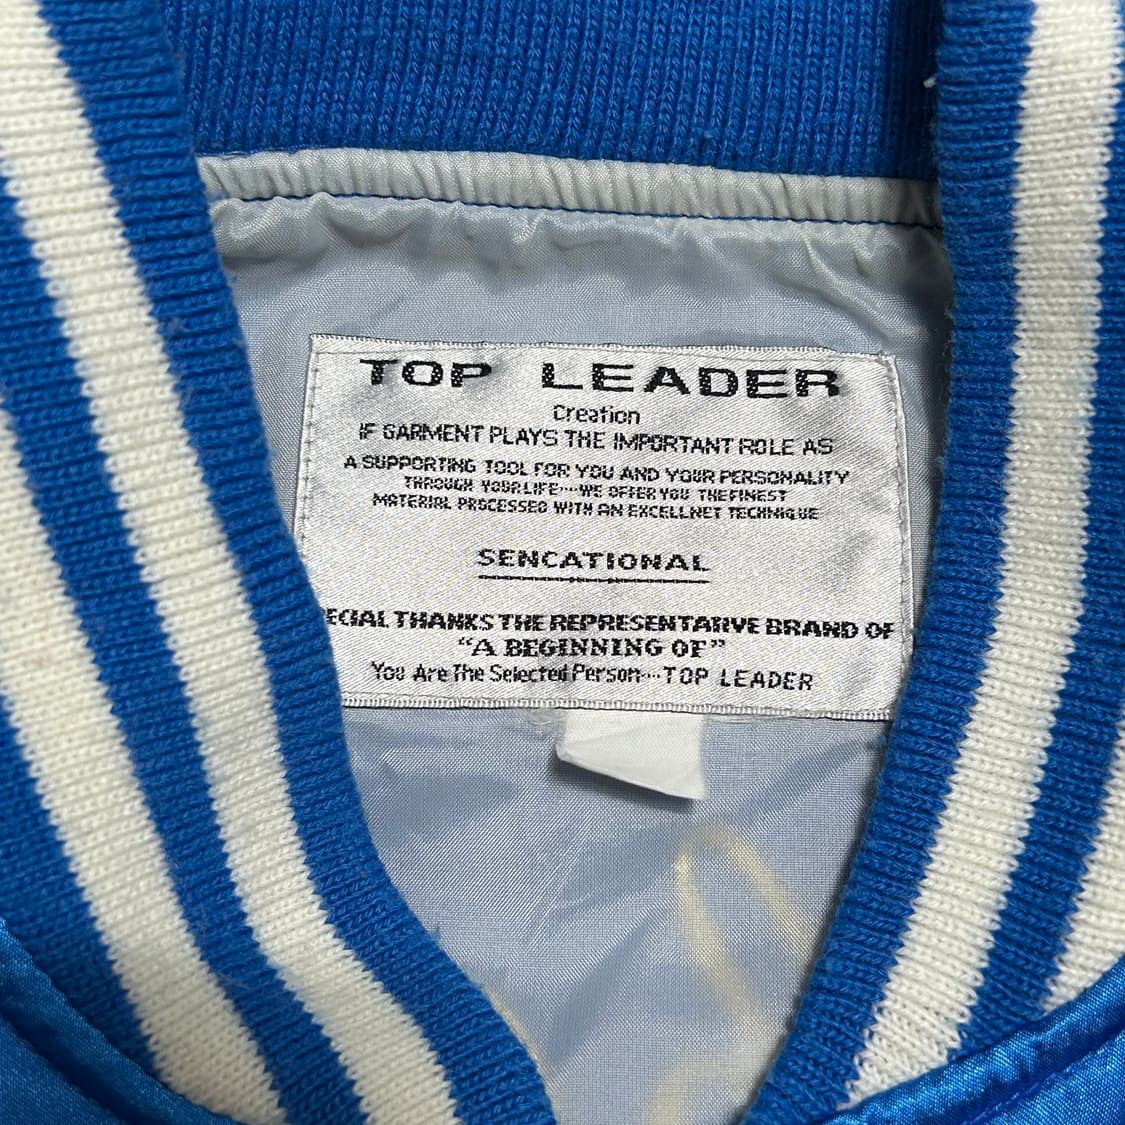 TOP LEADER
Creation
IF GARMENT PLAYS THE IMPORTANT ROLE AS
A SUPPORTING TOOL FOR YOU AND YOUR PERSONALITY
THROUGH YOUR LIFE…WE OFFER YOU THE FINEST
MATERIAL PROCESSED WITH AN EXCELLNET TECHNIQUE
SENCATIONAL
ECIAL THANKS THE REPRESENTATIVE BRAND OF
“A BEGINNING OF”
You Are The Selected Person…TOP LEADER